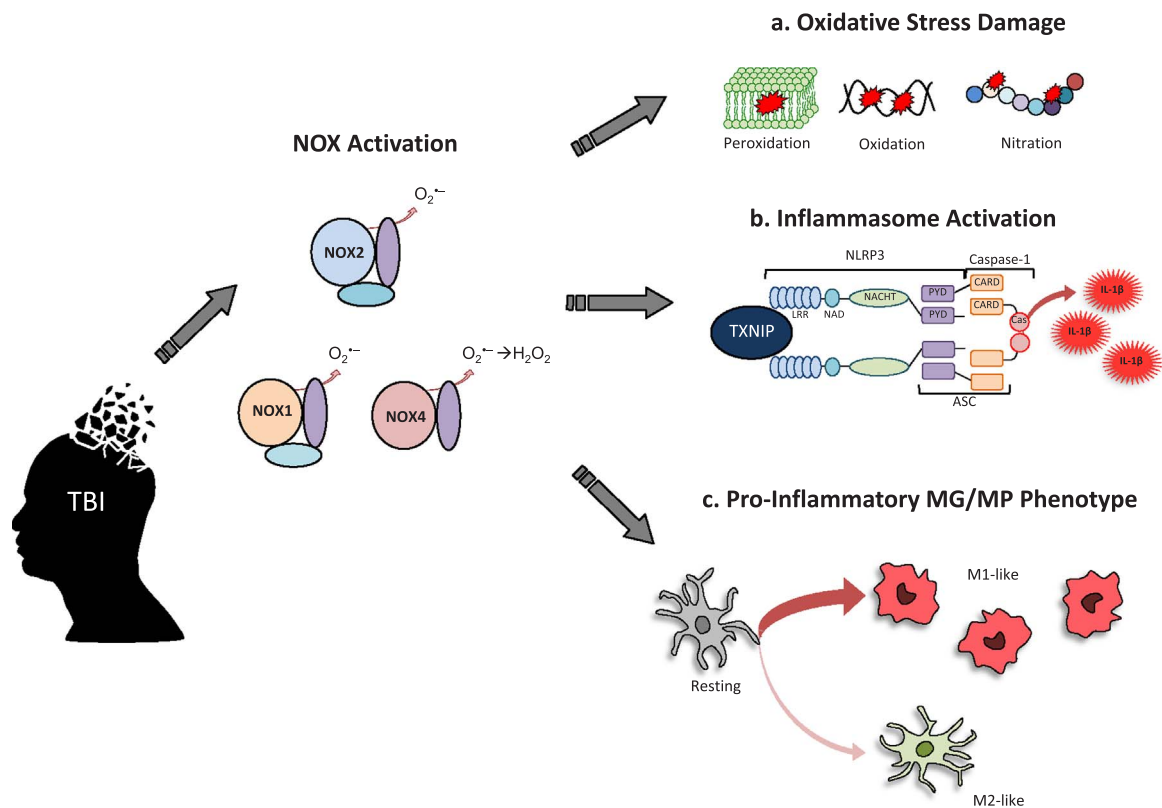 a. Oxidative Stress Damage
Peroxidation
Oxidation
Nitration
NOX Activation
O₂•–
NOX2
O₂•–
NOX1
O₂•–→H₂O₂
NOX4
TBI
b. Inflammasome Activation
NLRP3
Caspase-1
CARD
PYD
NACHT
CARD
LRR
NAD
PYD
Cas
TXNIP
IL-1β
IL-1β
IL-1β
ASC
c. Pro-Inflammatory MG/MP Phenotype
M1-like
Resting
M2-like